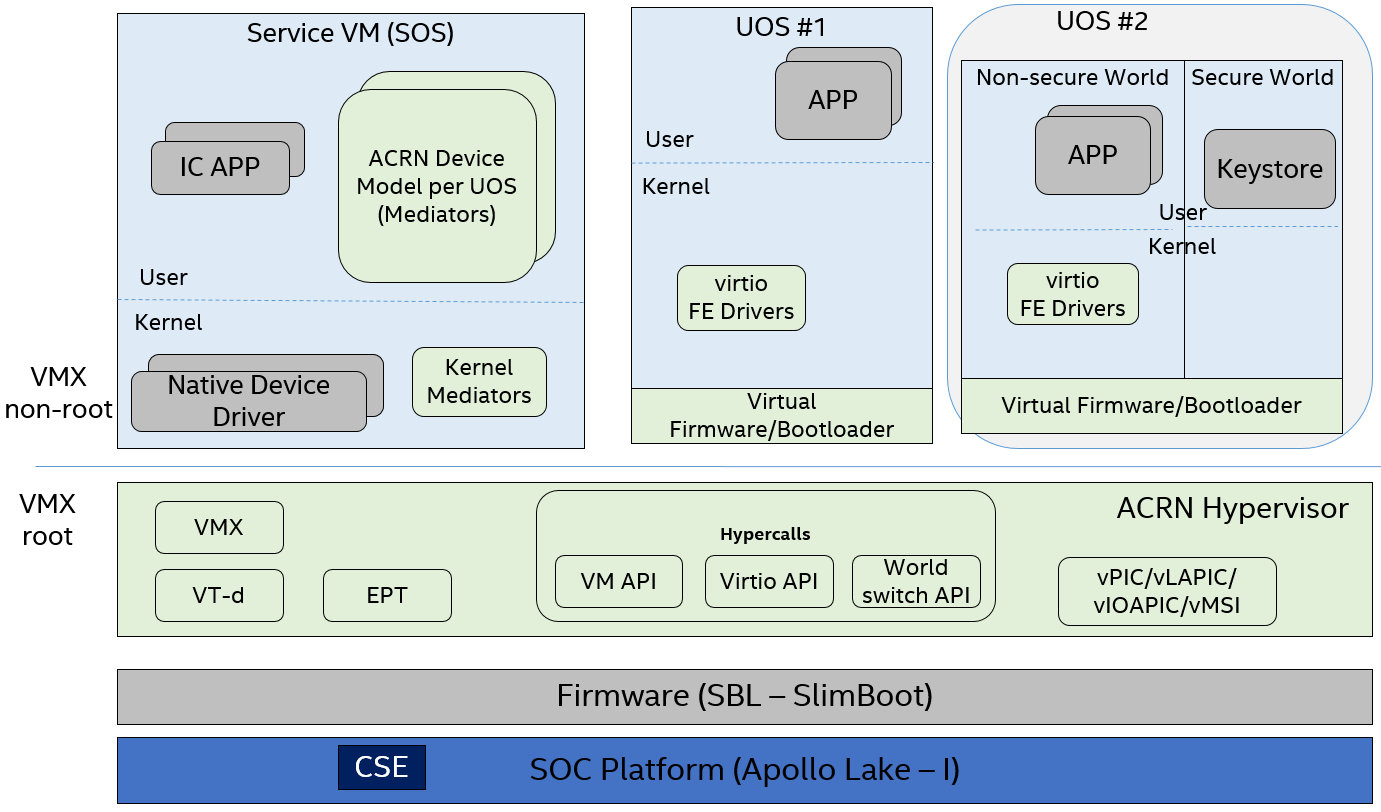 Service VM (SOS)
IC APP
ACRN Device
Model per UOS
(Mediators)
User
Kernel
Native Device
Driver
Kernel
Mediators
UOS #1
APP
User
Kernel
virtio
FE Drivers
Virtual
Firmware/Bootloader
UOS #2
Non-secure World
Secure World
APP
Keystore
User
Kernel
virtio
FE Drivers
Virtual Firmware/Bootloader
VMX
non-root
VMX
root
ACRN Hypervisor
VMX
VT-d
EPT
Hypercalls
VM API
Virtio API
World
switch API
vPIC/vLAPIC/
vIOAPIC/vMSI
Firmware (SBL – SlimBoot)
CSE
SOC Platform (Apollo Lake – I)